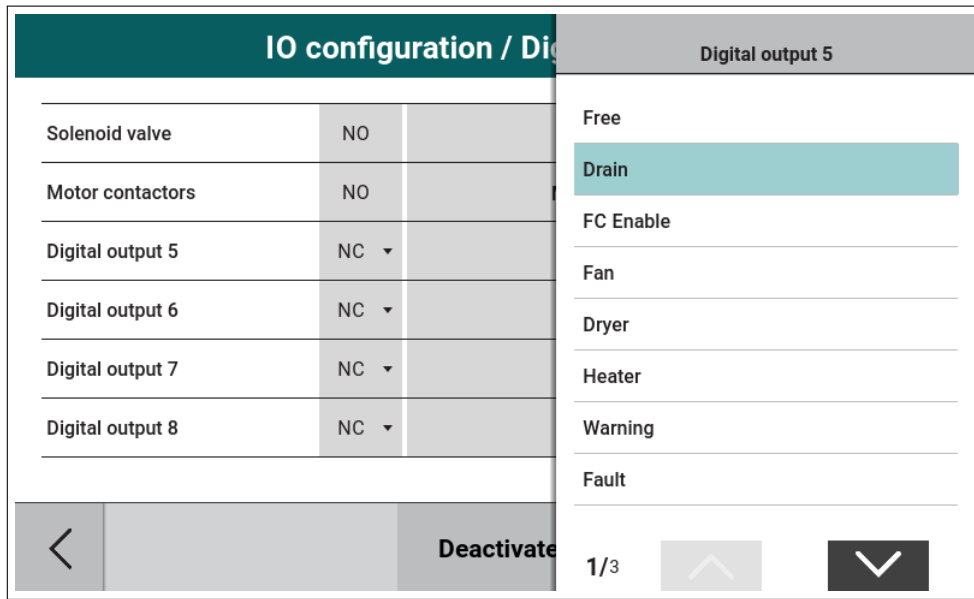 IO configuration / Di
Solenoid valve NO
Motor contactors NO
Digital output 5 NC
Digital output 6 NC
Digital output 7 NC
Digital output 8 NC
Deactivate
Digital output 5
Free
Drain
FC Enable
Fan
Dryer
Heater
Warning
Fault
1/3